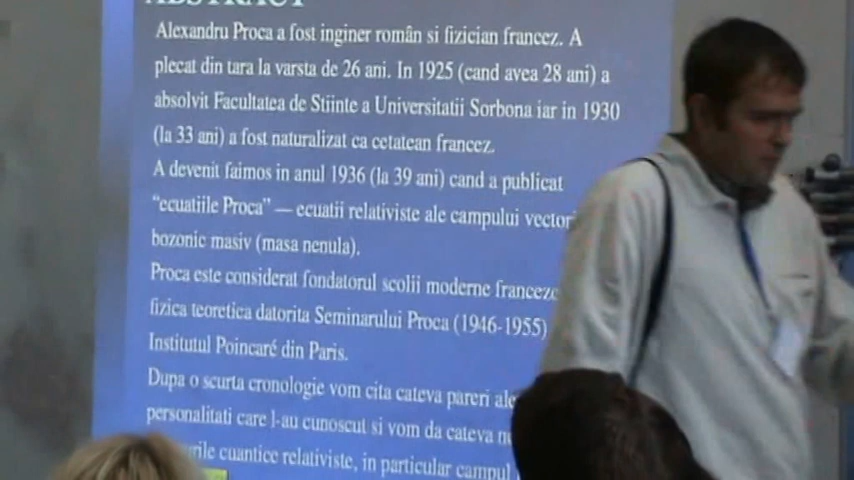 ABSTRACT
Alexandru Proca a fost inginer român si fizician francez. A
plecat din tara la varsta de 26 ani. In 1925 (cand avea 28 ani) a
absolvit Facultatea de Stiinte a Universitatii Sorbona iar in 1930
(la 33 ani) a fost naturalizat ca cetatean francez.
A devenit faimos in anul 1936 (la 39 ani) cand a publicat
“ecuatiile Proca” — ecuatii relativiste ale campului vectori
bozonic masiv (masa nenula).
Proca este considerat fondatorul scolii moderne franceze
fizica teoretica datorita Seminarului Proca (1946-1955)
Institutul Poincaré din Paris.
Dupa o scurta cronologie vom cita cateva pareri ale
personalitati care l-au cunoscut si vom da cateva
cuantice relativiste, in particular campul